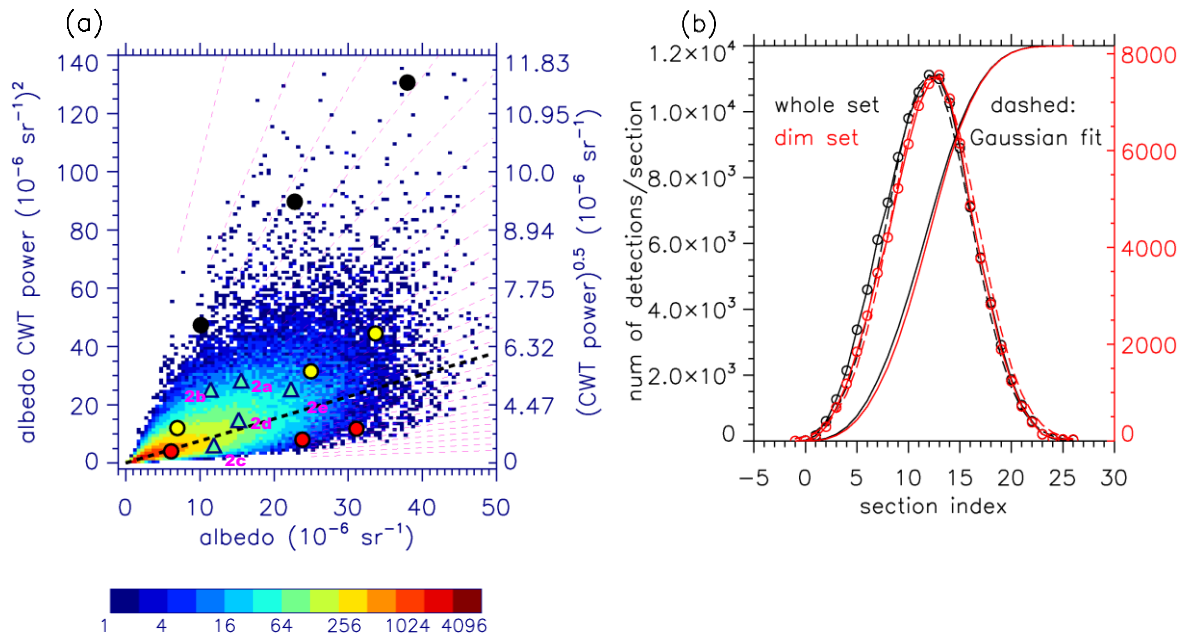 (a)
140
120
100
80
60
40
20
0
albedo CWT power (10⁻⁶ sr⁻¹)²
11.83
10.95
10.0
8.94
7.75
6.32
4.47
0
(CWT power)⁰·⁵ (10⁻⁶ sr⁻¹)
2b
2a
2e
2d
2c
0 10 20 30 40 50
albedo (10⁻⁶ sr⁻¹)
1 4 16 64 256 1024 4096
(b)
1.2×10⁴
1.0×10⁴
8.0×10³
6.0×10³
4.0×10³
2.0×10³
0
num of detections/section
whole set dashed:
dim set Gaussian fit
8000
6000
4000
2000
0
−5 0 5 10 15 20 25 30
section index